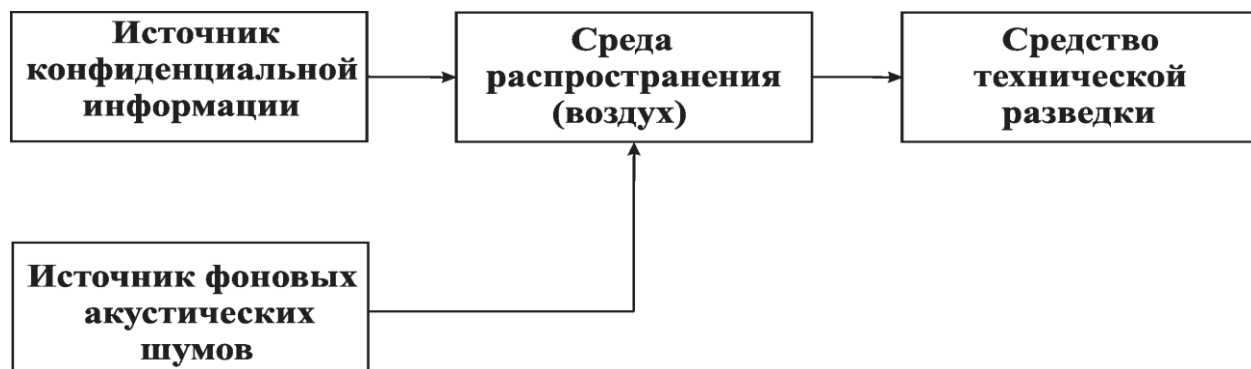 Источник
конфиденциальной
информации
Среда
распространения
(воздух)
Средство
технической
разведки
Источник фоновых
акустических
шумов